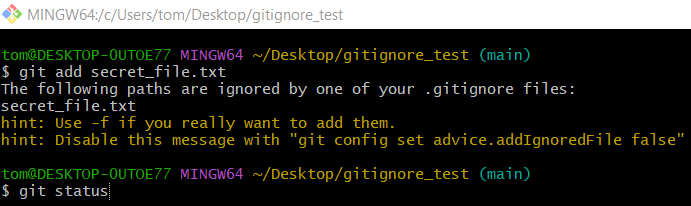 MINGW64:/c/Users/tom/Desktop/gitignore_test
tom@DESKTOP-OUTOE77 MINGW64 ~/Desktop/gitignore_test (main)
$ git add secret_file.txt
The following paths are ignored by one of your .gitignore files:
secret_file.txt
hint: Use -f if you really want to add them.
hint: Disable this message with "git config set advice.addIgnoredFile false"
tom@DESKTOP-OUTOE77 MINGW64 ~/Desktop/gitignore_test (main)
$ git status